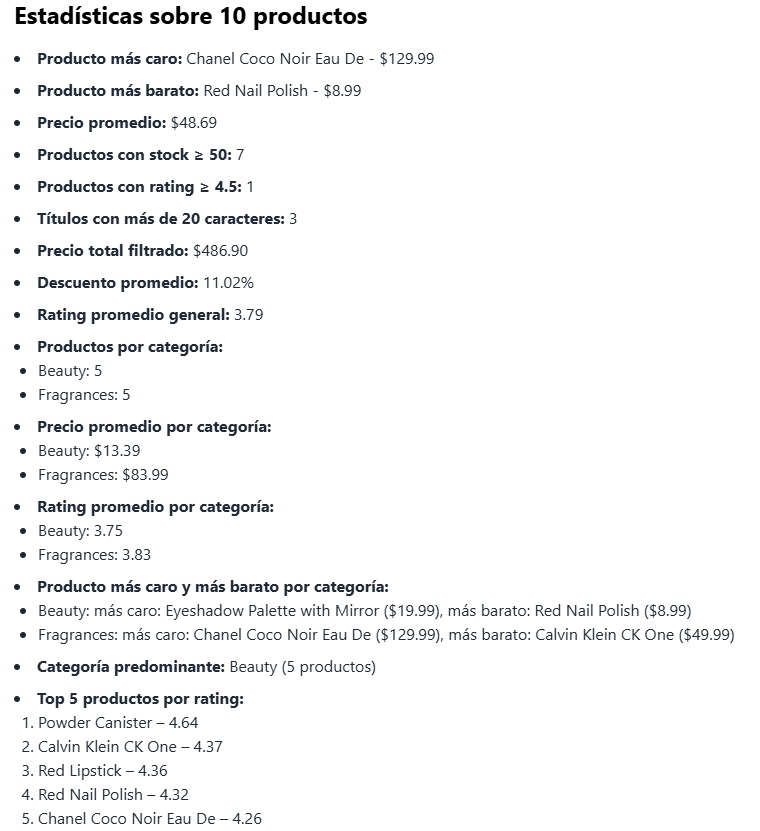 Estadísticas sobre 10 productos
• Producto más caro: Chanel Coco Noir Eau De - $129.99
• Producto más barato: Red Nail Polish - $8.99
• Precio promedio: $48.69
• Productos con stock ≥ 50: 7
• Productos con rating ≥ 4.5: 1
• Títulos con más de 20 caracteres: 3
• Precio total filtrado: $486.90
• Descuento promedio: 11.02%
• Rating promedio general: 3.79
• Productos por categoría:
• Beauty: 5
• Fragrances: 5
• Precio promedio por categoría:
• Beauty: $13.39
• Fragrances: $83.99
• Rating promedio por categoría:
• Beauty: 3.75
• Fragrances: 3.83
• Producto más caro y más barato por categoría:
• Beauty: más caro: Eyeshadow Palette with Mirror ($19.99), más barato: Red Nail Polish ($8.99)
• Fragrances: más caro: Chanel Coco Noir Eau De ($129.99), más barato: Calvin Klein CK One ($49.99)
• Categoría predominante: Beauty (5 productos)
• Top 5 productos por rating:
1. Powder Canister – 4.64
2. Calvin Klein CK One – 4.37
3. Red Lipstick – 4.36
4. Red Nail Polish – 4.32
5. Chanel Coco Noir Eau De – 4.26